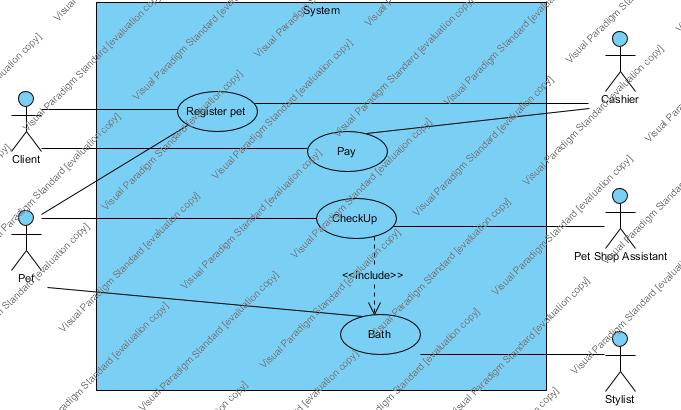 System
Register pet
Cashier
Client
Pay
CheckUp
Pet Shop Assistant
Pet
<<include>>
Bath
Stylist
Visual Paradigm Standard [evaluation copy]